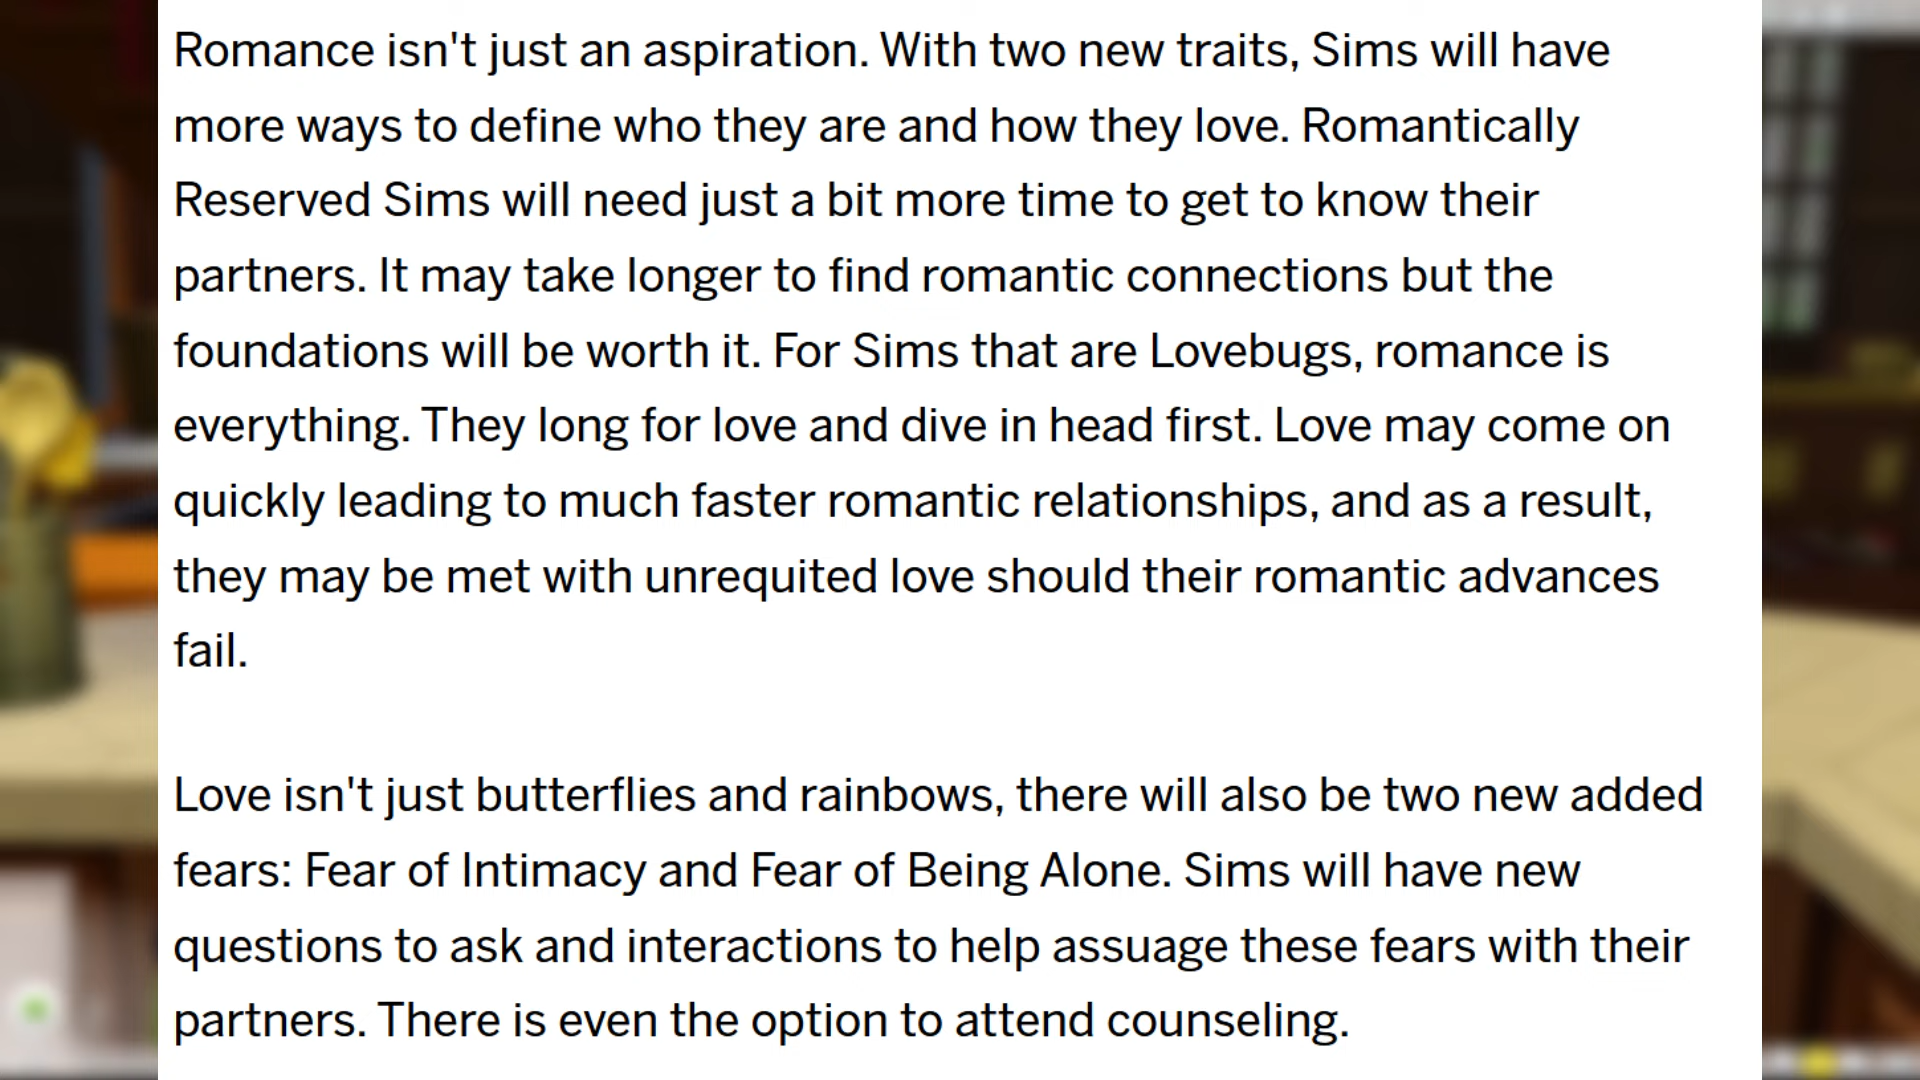 Romance isn't just an aspiration. With two new traits, Sims will have
more ways to define who they are and how they love. Romantically
Reserved Sims will need just a bit more time to get to know their
partners. It may take longer to find romantic connections but the
foundations will be worth it. For Sims that are Lovebugs, romance is
everything. They long for love and dive in head first. Love may come on
quickly leading to much faster romantic relationships, and as a result,
they may be met with unrequited love should their romantic advances
fail.
Love isn't just butterflies and rainbows, there will also be two new added
fears: Fear of Intimacy and Fear of Being Alone. Sims will have new
questions to ask and interactions to help assuage these fears with their
partners. There is even the option to attend counseling.